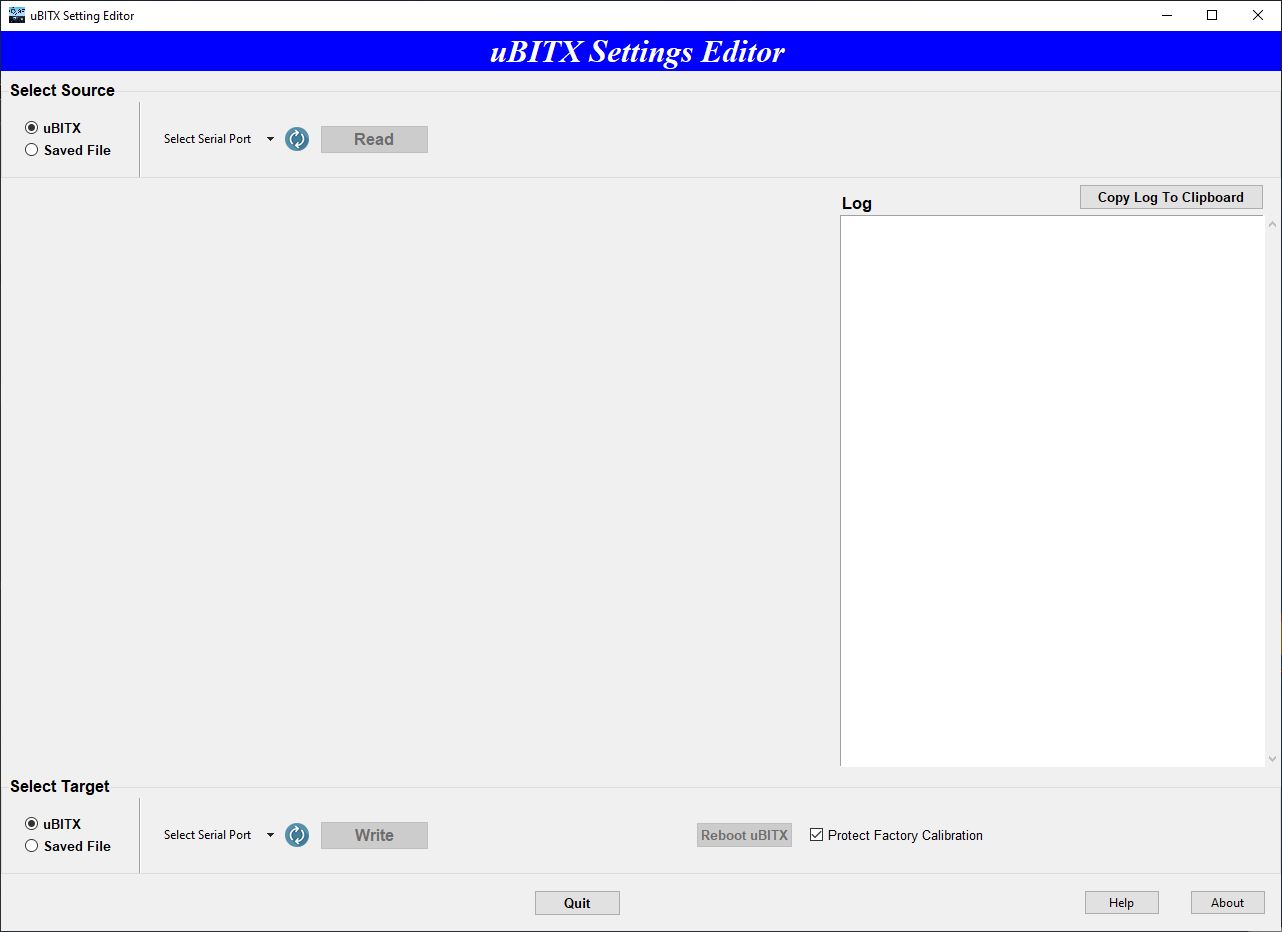 uBITX Setting Editor
uBITX Settings Editor
Select Source
uBITX
Saved File
Select Serial Port
Read
Log
Copy Log To Clipboard
Select Target
uBITX
Saved File
Select Serial Port
Write
Reboot uBITX
Protect Factory Calibration
Quit
Help
About